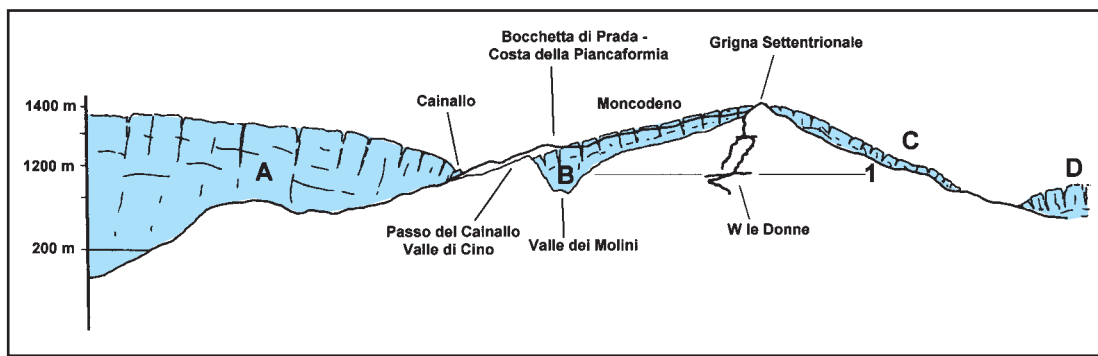 Bocchetta di Prada -
Costa della Piancaformia
Grigna Settentrionale
1400 m
Cainallo
Moncodeno
1200 m
A
B
C
D
1
Passo del Cainallo
Valle di Cino
Valle dei Molini
W le Donne
200 m